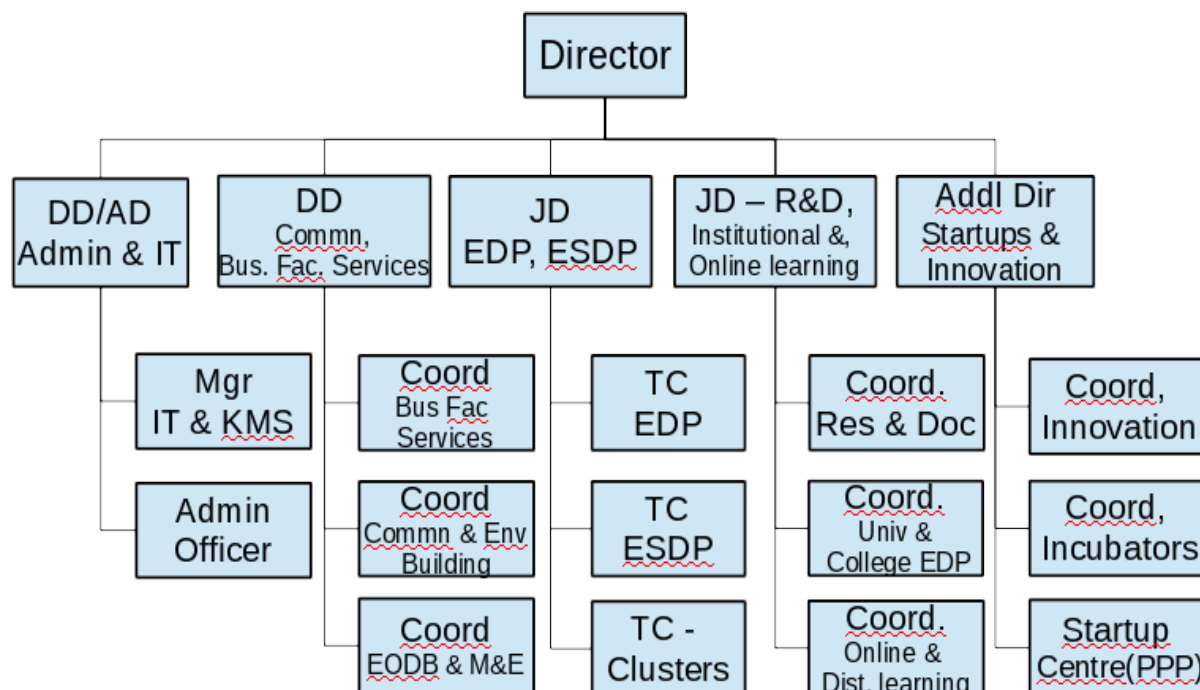 Director
DD/AD
Admin & IT
DD
Commn,
Bus. Fac. Services
JD
EDP, ESDP
JD – R&D,
Institutional &,
Online learning
Addl Dir
Startups &
Innovation
Mgr
IT & KMS
Coord
Bus Fac
Services
TC
EDP
Coord.
Res & Doc
Coord,
Innovation
Admin
Officer
Coord
Commn & Env
Building
TC
ESDP
Coord.
Univ &
College EDP
Coord,
Incubators
Coord
EODB & M&E
TC -
Clusters
Coord.
Online &
Dist. learning
Startup
Centre(PPP)